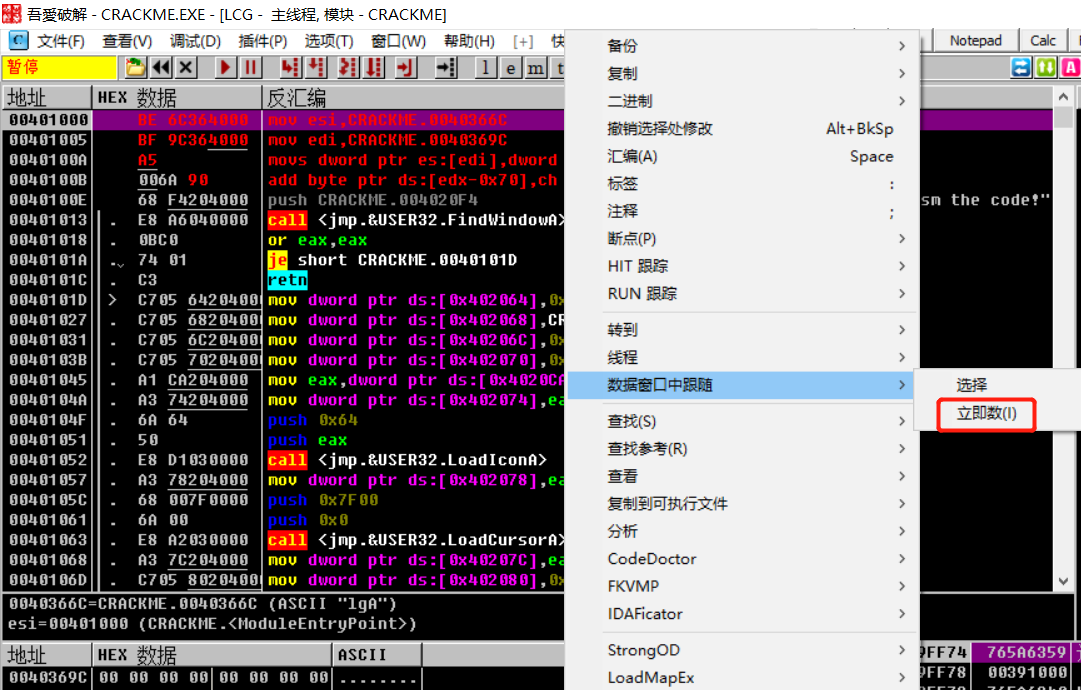 吾愛破解 - CRACKME.EXE - [LCG - 主线程, 模块 - CRACKME]
文件(F) 查看(V) 调试(D) 插件(P) 选项(T) 窗口(W) 帮助(H) [+] 快 Notepad Calc
暂停 l e m t
地址 HEX 数据 反汇编
00401000 BE 6C364000 mov esi,CRACKME.0040366C
00401005 BF 9C364000 mov edi,CRACKME.0040369C
0040100A A5 movs dword ptr es:[edi],dword
0040100B 006A 90 add byte ptr ds:[edx-0x70],ch
0040100E 68 F4204000 push CRACKME.004020F4 sm the code!"
00401013 . E8 A6040000 call <jmp.&USER32.FindWindowA>
00401018 . 0BC0 or eax,eax
0040101A . 74 01 je short CRACKME.0040101D
0040101C . C3 retn
0040101D > C705 64204000 mov dword ptr ds:[0x402064],0x
00401027 . C705 68204000 mov dword ptr ds:[0x402068],CR
00401031 . C705 6C204000 mov dword ptr ds:[0x40206C],0x
0040103B . C705 70204000 mov dword ptr ds:[0x402070],0x
00401045 . A1 CA204000 mov eax,dword ptr ds:[0x4020CA
0040104A . A3 74204000 mov dword ptr ds:[0x402074],ea
0040104F . 6A 64 push 0x64
00401051 . 50 push eax
00401052 . E8 D1030000 call <jmp.&USER32.LoadIconA>
00401057 . A3 78204000 mov dword ptr ds:[0x402078],ea
0040105C . 68 007F0000 push 0x7F00
00401061 . 6A 00 push 0x0
00401063 . E8 A2030000 call <jmp.&USER32.LoadCursorA>
00401068 . A3 7C204000 mov dword ptr ds:[0x40207C],ea
0040106D . C705 80204000 mov dword ptr ds:[0x402080],0x
0040366C=CRACKME.0040366C (ASCII "lgA")
esi=00401000 (CRACKME.<ModuleEntryPoint>)
地址 HEX 数据 ASCII
0040369C 00 00 00 00 00 00 00 00 ........
备份
复制
二进制
撤销选择处修改 Alt+BkSp
汇编(A) Space
标签 :
注释 ;
断点(P)
HIT 跟踪
RUN 跟踪
转到
线程
数据窗口中跟随
查找(S)
查找参考(R)
查看
复制到可执行文件
分析
CodeDoctor
FKVMP
IDAFicator
StrongOD
LoadMapEx
选择
立即数(I)
9FF74 765A6359
9FF78 00391000